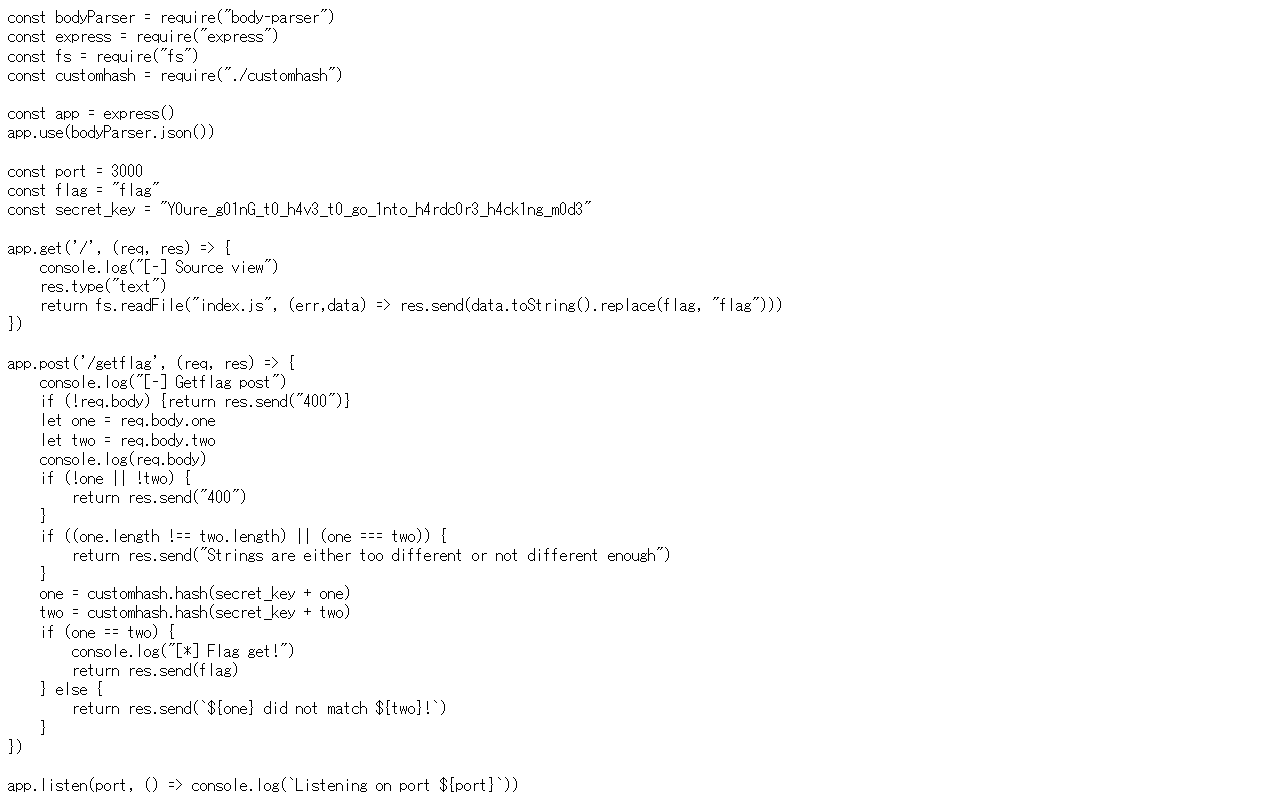 const bodyParser = require("body-parser")
const express = require("express")
const fs = require("fs")
const customhash = require("./customhash")

const app = express()
app.use(bodyParser.json())

const port = 3000
const flag = "flag"
const secret_key = "Y0ure_g01nG_t0_h4v3_t0_go_1nto_h4rdc0r3_h4ck1ng_m0d3"

app.get('/', (req, res) => {
    console.log("[-] Source view")
    res.type("text")
    return fs.readFile("index.js", (err,data) => res.send(data.toString().replace(flag, "flag")))
})

app.post('/getflag', (req, res) => {
    console.log("[-] Getflag post")
    if (!req.body) {return res.send("400")}
    let one = req.body.one
    let two = req.body.two
    console.log(req.body)
    if (!one || !two) {
        return res.send("400")
    }
    if ((one.length !== two.length) || (one === two)) {
        return res.send("Strings are either too different or not different enough")
    }
    one = customhash.hash(secret_key + one)
    two = customhash.hash(secret_key + two)
    if (one == two) {
        console.log("[*] Flag get!")
        return res.send(flag)
    } else {
        return res.send(`${one} did not match ${two}!`)
    }
})

app.listen(port, () => console.log(`Listening on port ${port}`))